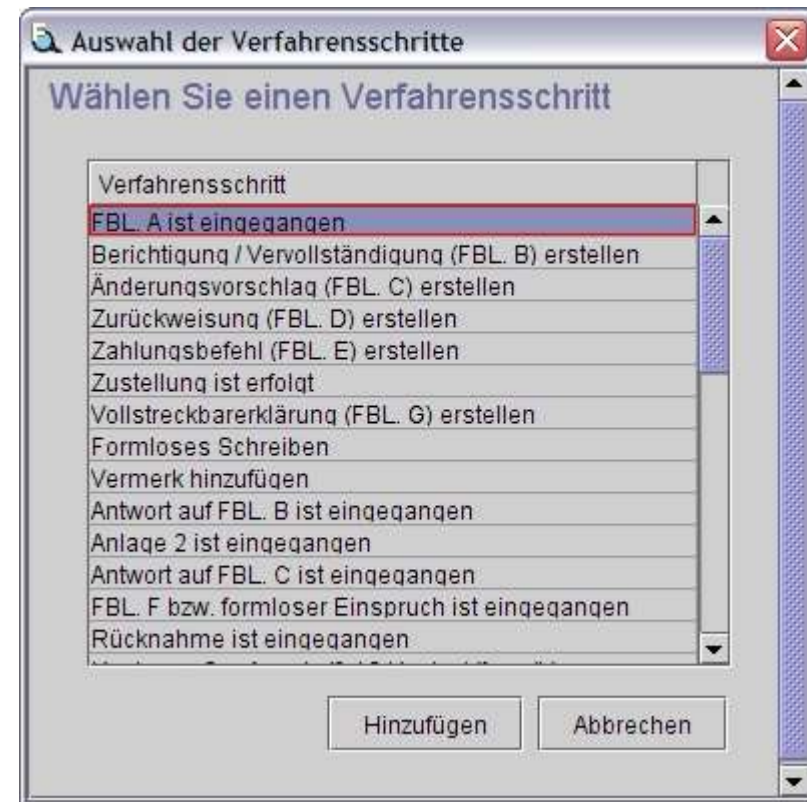 Auswahl der Verfahrensschritte
Wählen Sie einen Verfahrensschritt
Verfahrensschritt
FBL. A ist eingegangen
Berichtigung / Vervollständigung (FBL. B) erstellen
Änderungsvorschlag (FBL. C) erstellen
Zurückweisung (FBL. D) erstellen
Zahlungsbefehl (FBL. E) erstellen
Zustellung ist erfolgt
Vollstreckbarerklärung (FBL. G) erstellen
Formloses Schreiben
Vermerk hinzufügen
Antwort auf FBL. B ist eingegangen
Anlage 2 ist eingegangen
Antwort auf FBL. C ist eingegangen
FBL. F bzw. formloser Einspruch ist eingegangen
Rücknahme ist eingegangen
Hinzufügen Abbrechen